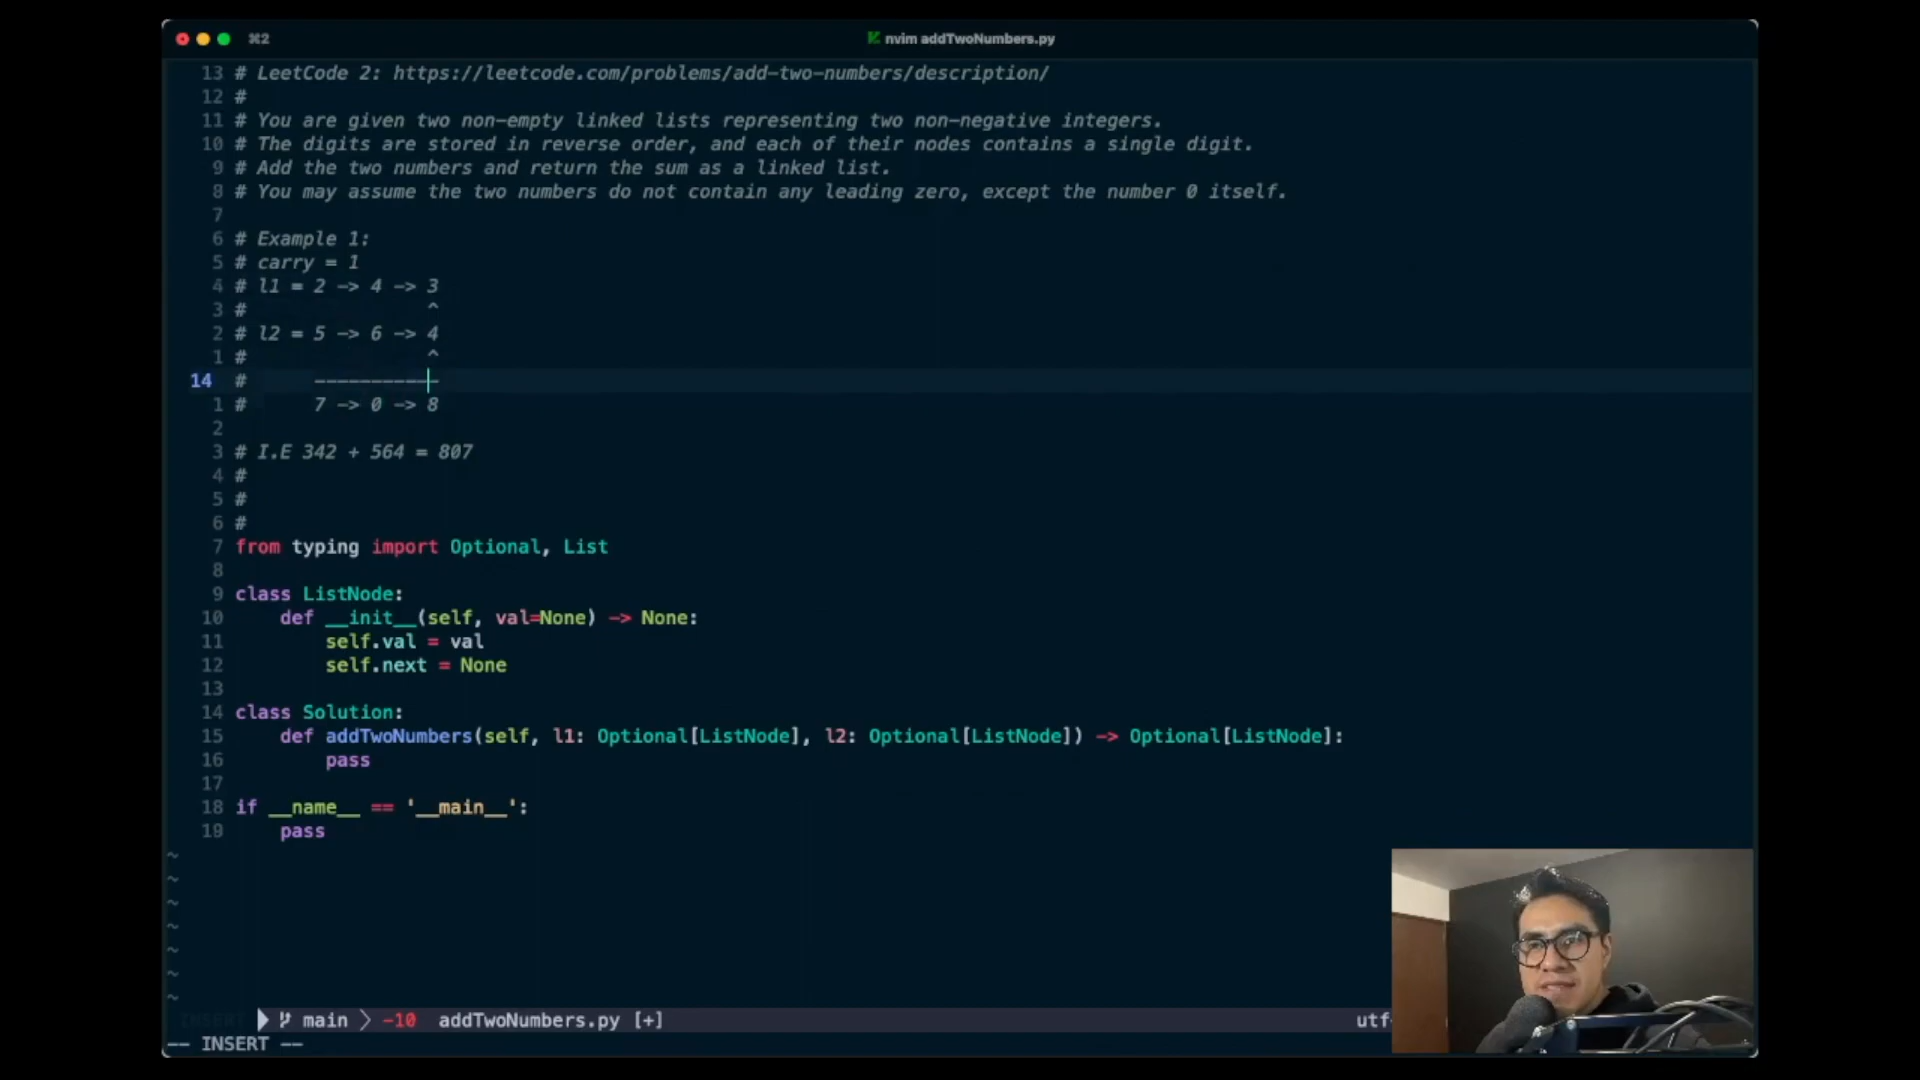 ⌘2
nvim addTwoNumbers.py
13 # LeetCode 2: https://leetcode.com/problems/add-two-numbers/description/
12 #
11 # You are given two non-empty linked lists representing two non-negative integers.
10 # The digits are stored in reverse order, and each of their nodes contains a single digit.
9 # Add the two numbers and return the sum as a linked list.
8 # You may assume the two numbers do not contain any leading zero, except the number 0 itself.
7
6 # Example 1:
5 # carry = 1
4 # l1 = 2 -> 4 -> 3
3 #                ^
2 # l2 = 5 -> 6 -> 4
1 #                ^
14 #      -----------
1 #      7 -> 0 -> 8
2
3 # I.E 342 + 564 = 807
4 #
5 #
6 #
7 from typing import Optional, List
8
9 class ListNode:
10     def __init__(self, val=None) -> None:
11         self.val = val
12         self.next = None
13
14 class Solution:
15     def addTwoNumbers(self, l1: Optional[ListNode], l2: Optional[ListNode]) -> Optional[ListNode]:
16         pass
17
18 if __name__ == '__main__':
19     pass
~
~
~
~
~
~
~
INSERT main -10 addTwoNumbers.py [+] utf-
-- INSERT --